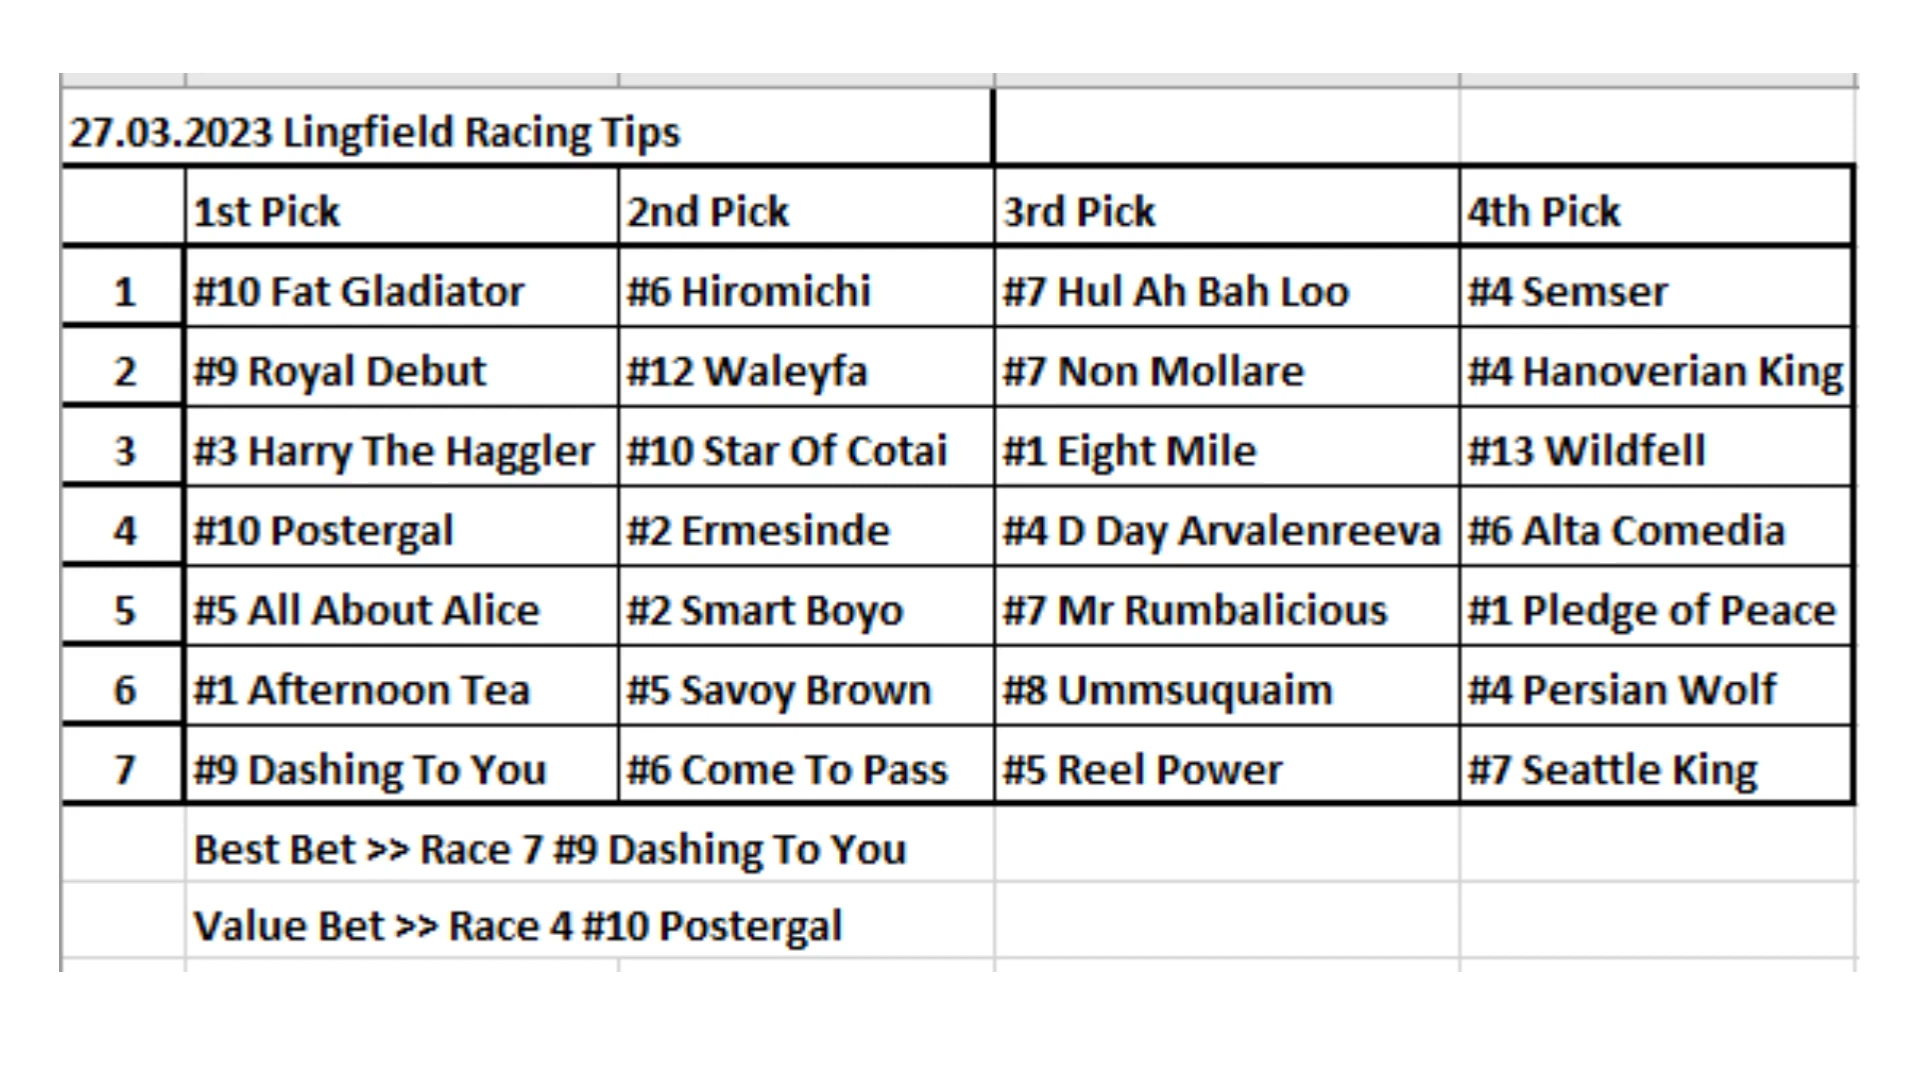 27.03.2023 Lingfield Racing Tips
1st Pick 2nd Pick 3rd Pick 4th Pick
1 #10 Fat Gladiator #6 Hiromichi #7 Hul Ah Bah Loo #4 Semser
2 #9 Royal Debut #12 Waleyfa #7 Non Mollare #4 Hanoverian King
3 #3 Harry The Haggler #10 Star Of Cotai #1 Eight Mile #13 Wildfell
4 #10 Postergal #2 Ermesinde #4 D Day Arvalenreeva #6 Alta Comedia
5 #5 All About Alice #2 Smart Boyo #7 Mr Rumbalicious #1 Pledge of Peace
6 #1 Afternoon Tea #5 Savoy Brown #8 Ummsuquaim #4 Persian Wolf
7 #9 Dashing To You #6 Come To Pass #5 Reel Power #7 Seattle King
Best Bet >> Race 7 #9 Dashing To You
Value Bet >> Race 4 #10 Postergal